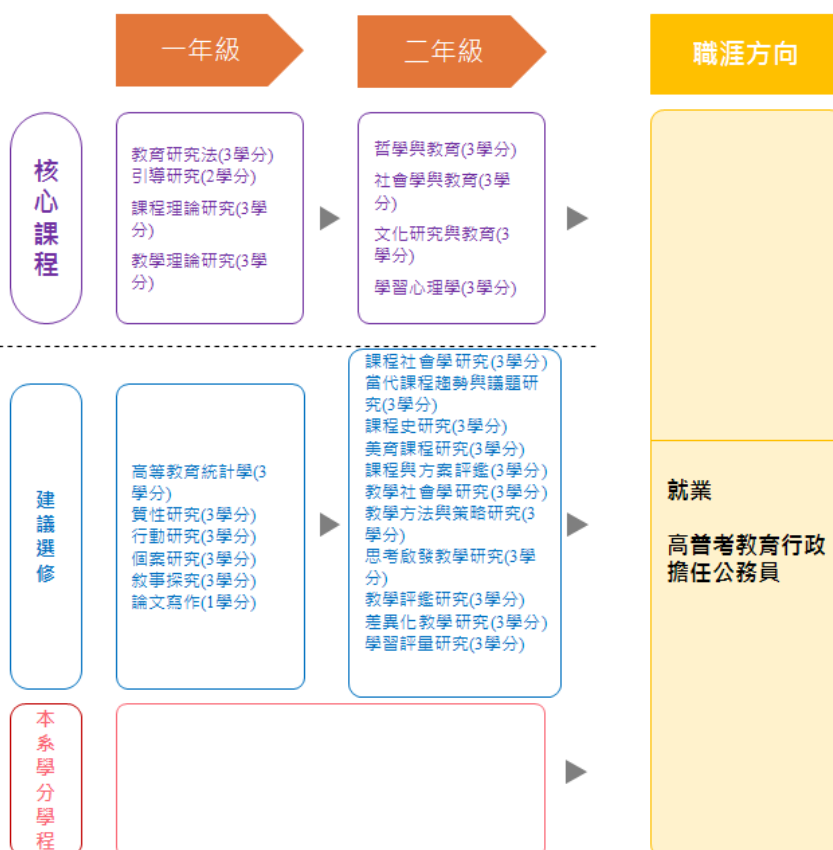 一年級
二年級
職涯方向
核心課程
教育研究法(3學分)
引導研究(2學分)
課程理論研究(3學
分)
教學理論研究(3學
分)
哲學與教育(3學分)
社會學與教育(3學
分)
文化研究與教育(3
學分)
學習心理學(3學分)
建議選修
高等教育統計學(3
學分)
質性研究(3學分)
行動研究(3學分)
個案研究(3學分)
敘事探究(3學分)
論文寫作(1學分)
課程社會學研究(3學分)
當代課程趨勢與議題研
究(3學分)
課程史研究(3學分)
美育課程研究(3學分)
課程與方案評鑑(3學分)
教學社會學研究(3學分)
教學方法與策略研究(3
學分)
思考啟發教學研究(3學
分)
教學評鑑研究(3學分)
差異化教學研究(3學分)
學習評量研究(3學分)
就業
高普考教育行政
擔任公務員
本系學分學程